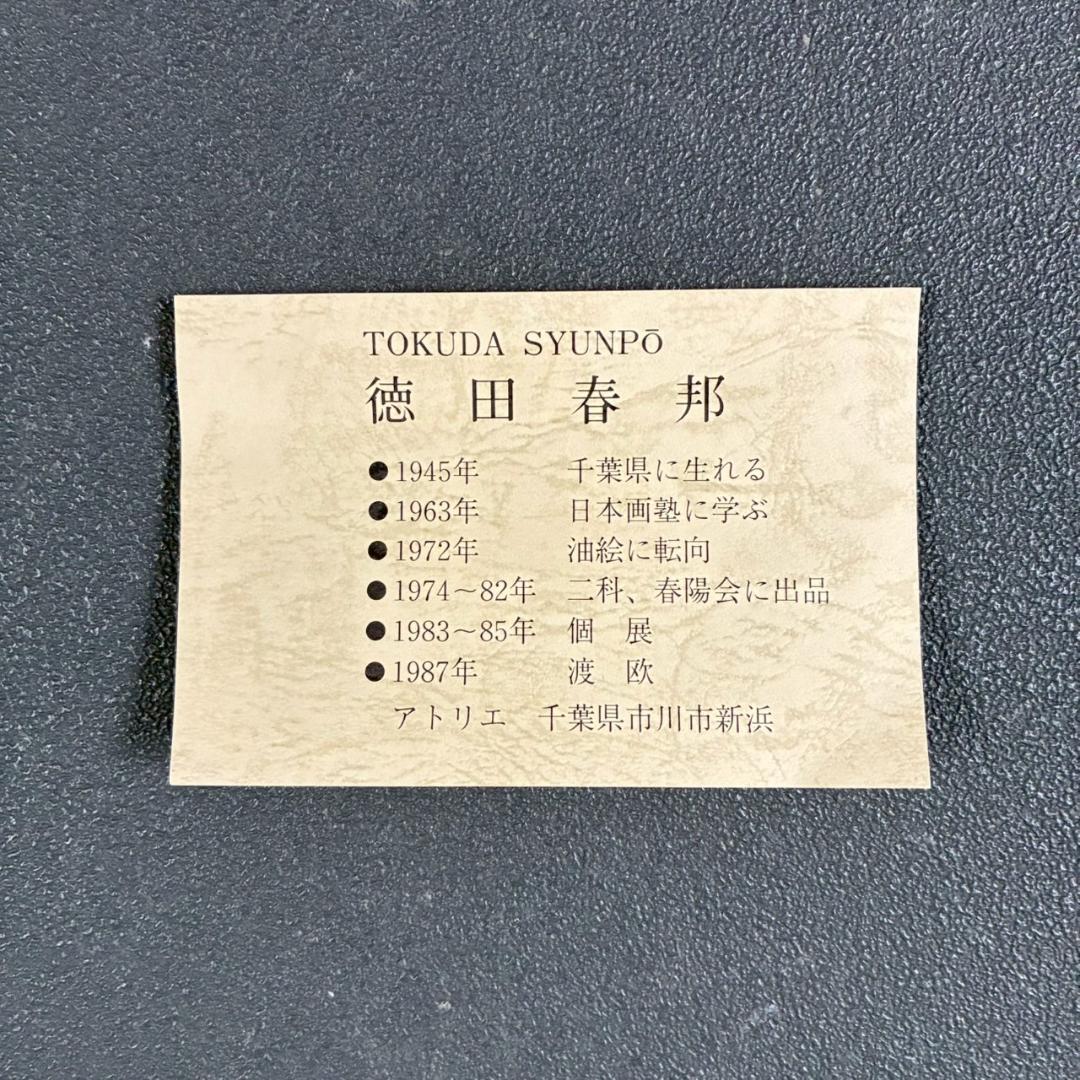 TOKUDA SYUNPō
徳田春邦
●1945年 千葉県に生れる
●1963年 日本画塾に学ぶ
●1972年 油絵に転向
●1974〜82年 二科、春陽会に出品
●1983〜85年 個展
●1987年 渡欧
アトリエ 千葉県市川市新浜